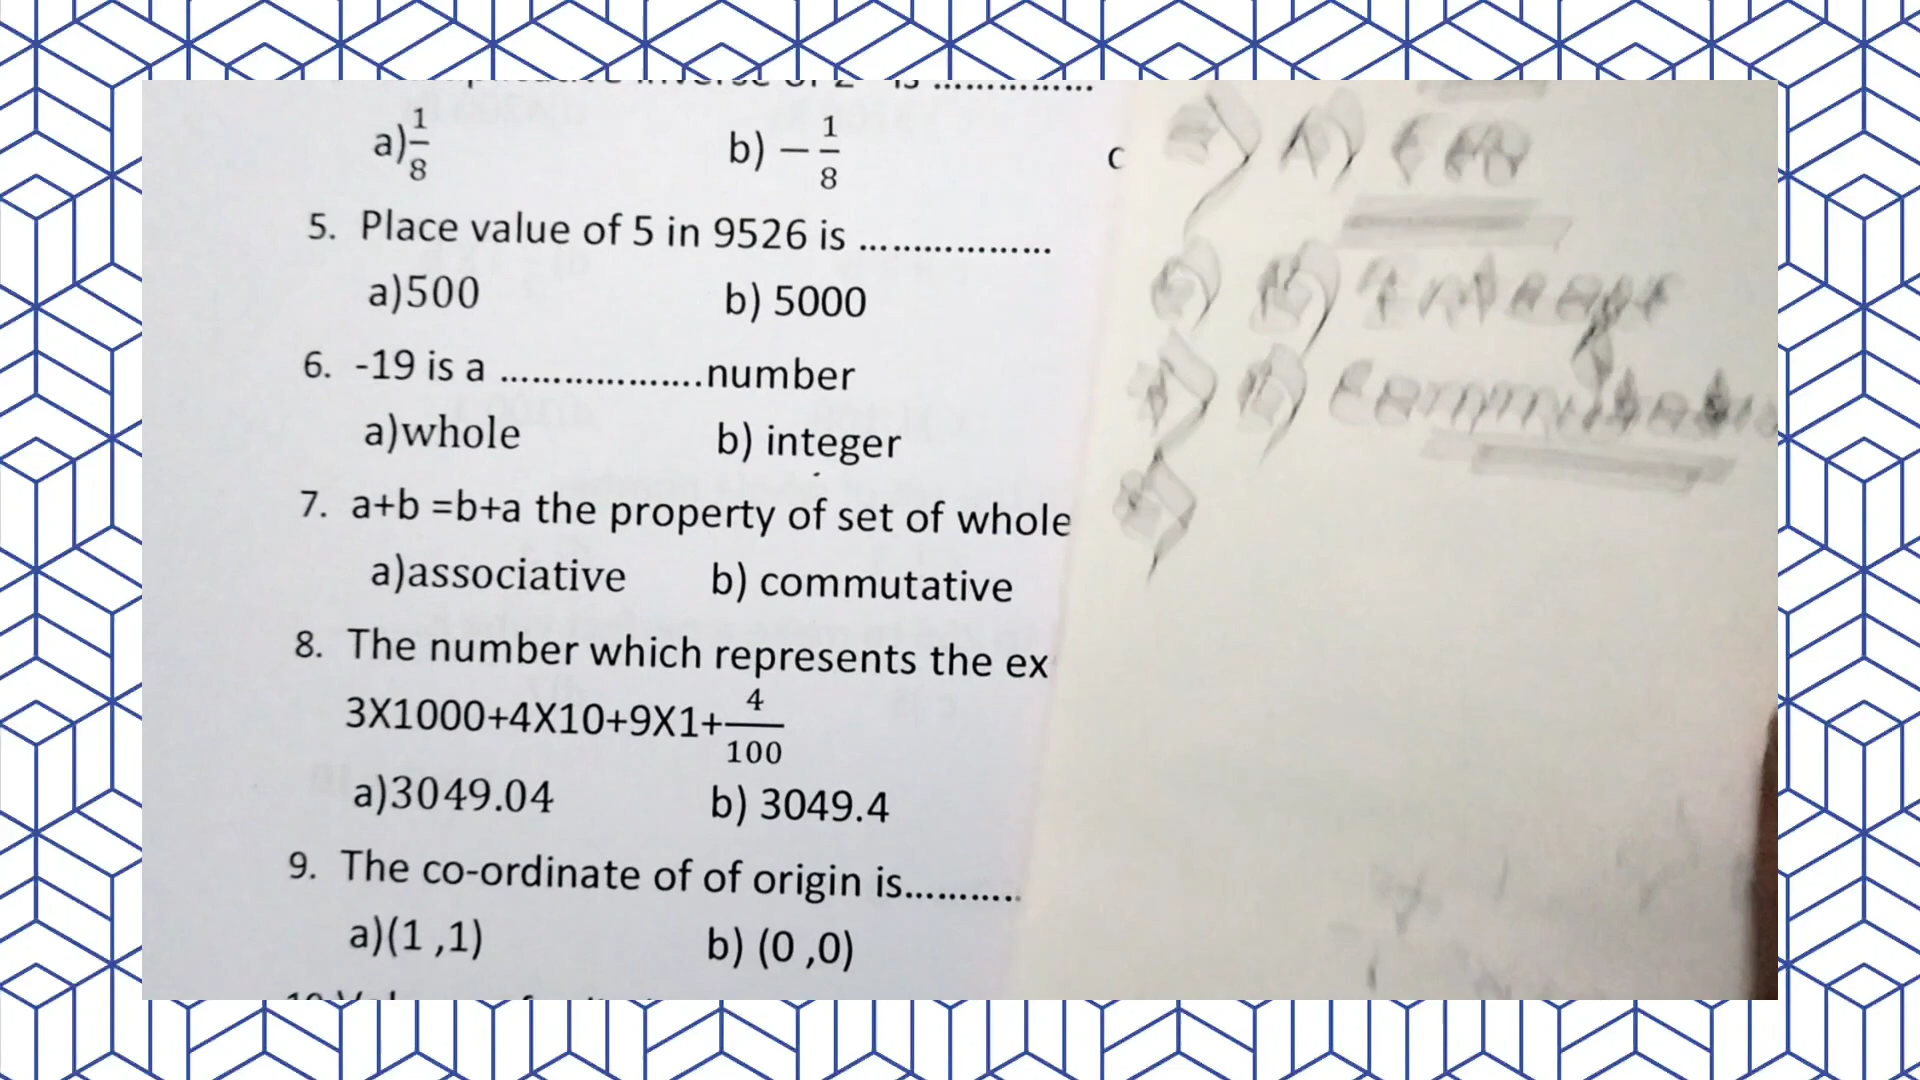 a) 1/8 b) − 1/8 c
5. Place value of 5 in 9526 is ..................
a)500 b) 5000
6. -19 is a ...................number
a)whole b) integer
7. a+b =b+a the property of set of whole
a)associative b) commutative
8. The number which represents the ex
3X1000+4X10+9X1+ 4/100
a)3049.04 b) 3049.4
9. The co-ordinate of of origin is...........
a)(1 ,1) b) (0 ,0)
Integer